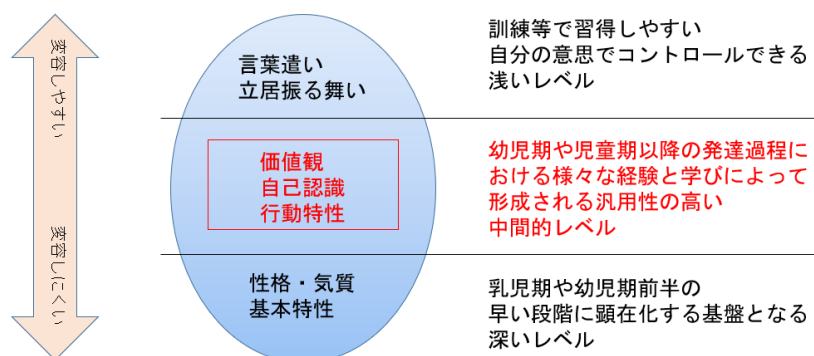 変容しやすい
変容しにくい
言葉遣い
立居振る舞い
訓練等で習得しやすい
自分の意思でコントロールできる
浅いレベル
価値観
自己認識
行動特性
幼児期や児童期以降の発達過程に
おける様々な経験と学びによって
形成される汎用性の高い
中間的レベル
性格・気質
基本特性
乳児期や幼児期前半の
早い段階に顕在化する基盤となる
深いレベル